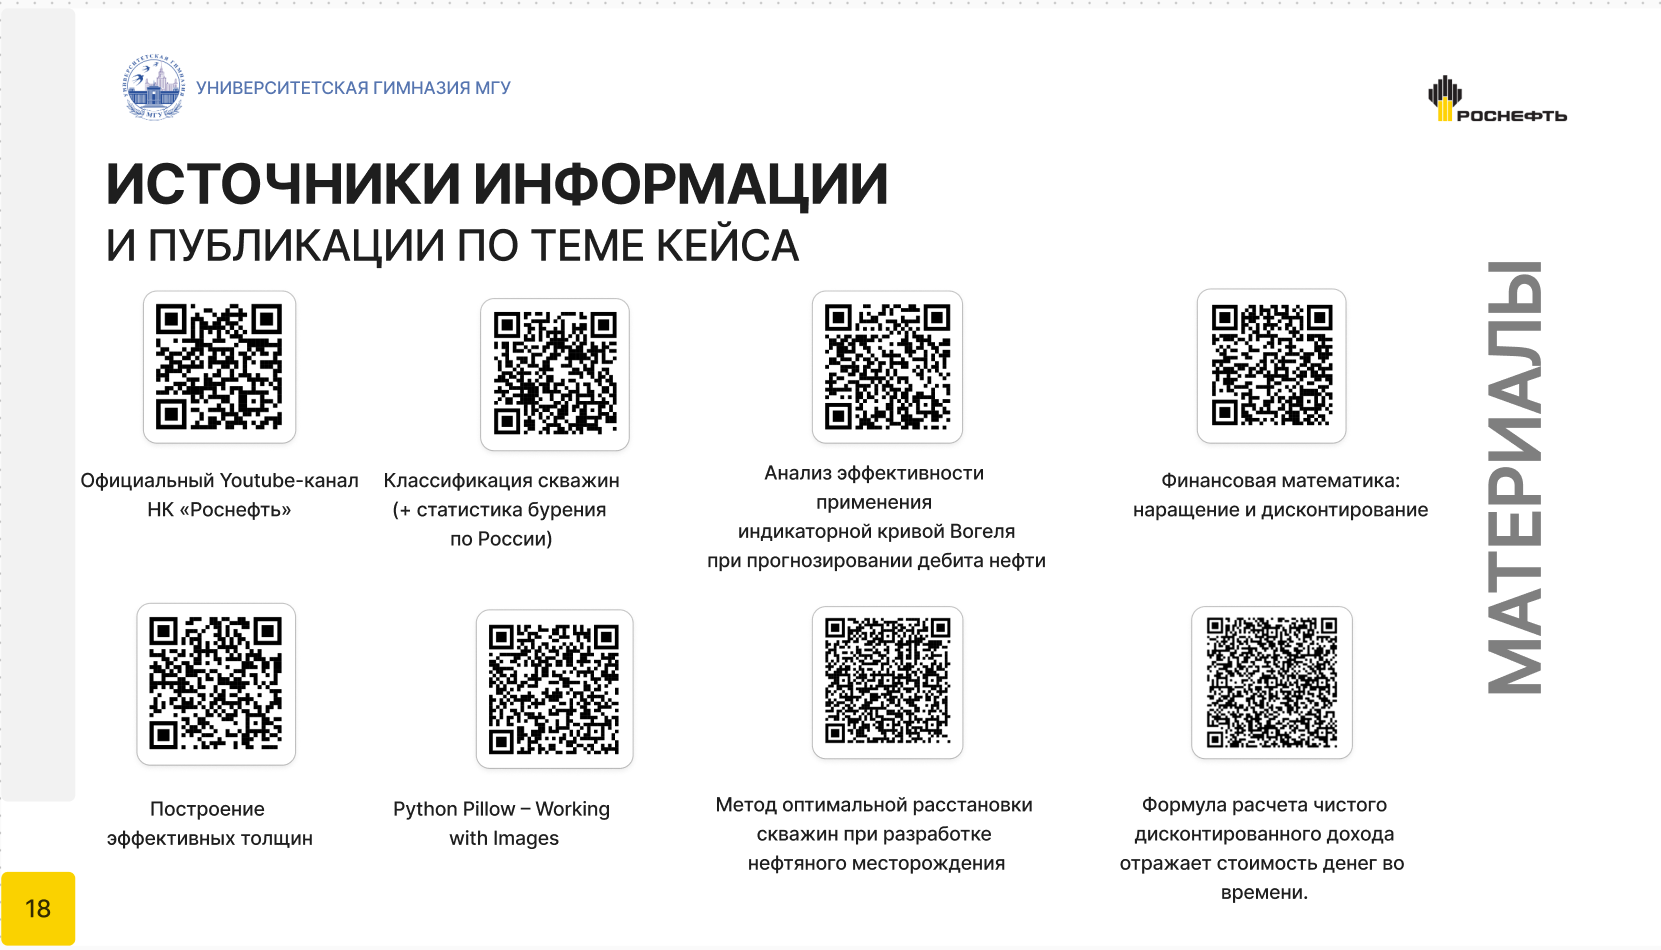 УНИВЕРСИТЕТСКАЯ ГИМНАЗИЯ МГУ
РОСНЕФТЬ
ИСТОЧНИКИ ИНФОРМАЦИИ
И ПУБЛИКАЦИИ ПО ТЕМЕ КЕЙСА
Официальный Youtube-канал
НК «Роснефть»
Классификация скважин
(+ статистика бурения
по России)
Анализ эффективности
применения
индикаторной кривой Вогеля
при прогнозировании дебита нефти
Финансовая математика:
наращение и дисконтирование
Построение
эффективных толщин
Python Pillow – Working
with Images
Метод оптимальной расстановки
скважин при разработке
нефтяного месторождения
Формула расчета чистого
дисконтированного дохода
отражает стоимость денег во
времени.
МАТЕРИАЛЫ
18